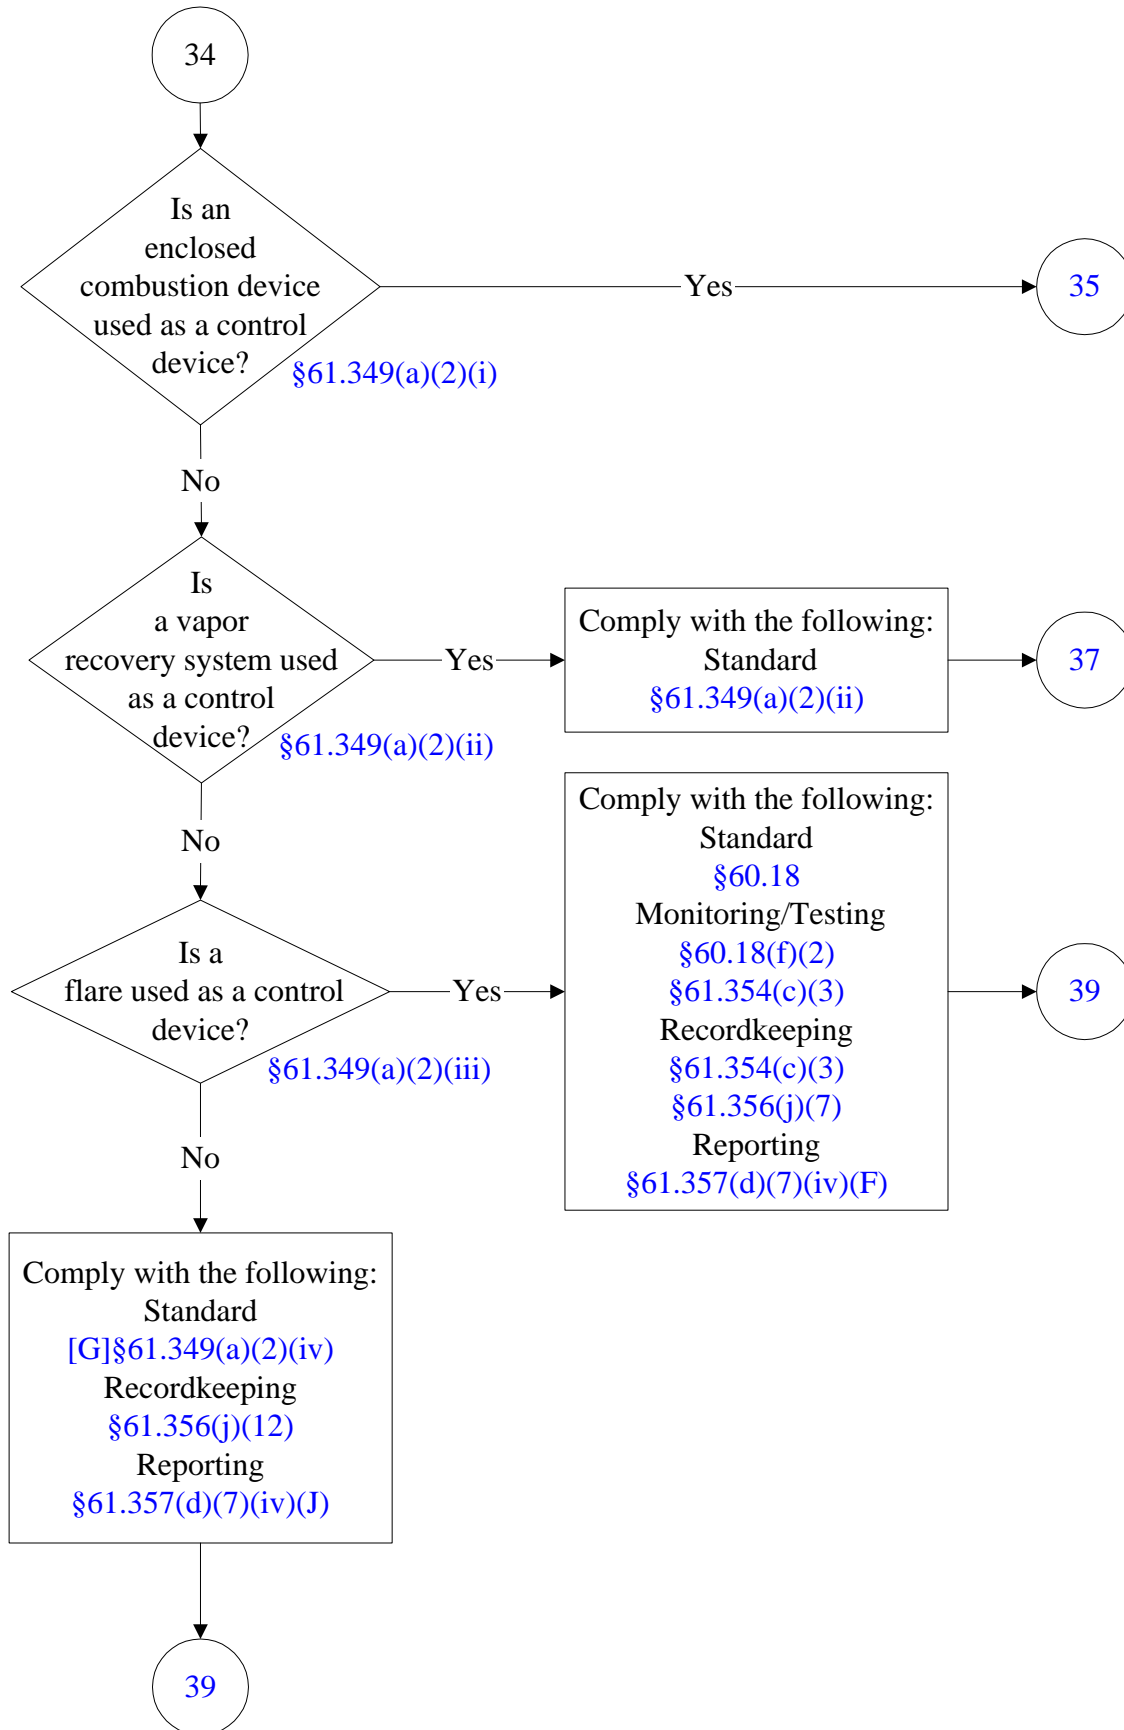 34
Is an
enclosed
combustion device
used as a control
device?
§61.349(a)(2)(i)
Yes
35
No
Is
a vapor
recovery system used
as a control
device?
§61.349(a)(2)(ii)
Yes
Comply with the following:
Standard
§61.349(a)(2)(ii)
37
No
Is a
flare used as a control
device?
§61.349(a)(2)(iii)
Yes
Comply with the following:
Standard
§60.18
Monitoring/Testing
§60.18(f)(2)
§61.354(c)(3)
Recordkeeping
§61.354(c)(3)
§61.356(j)(7)
Reporting
§61.357(d)(7)(iv)(F)
39
No
Comply with the following:
Standard
[G]§61.349(a)(2)(iv)
Recordkeeping
§61.356(j)(12)
Reporting
§61.357(d)(7)(iv)(J)
39